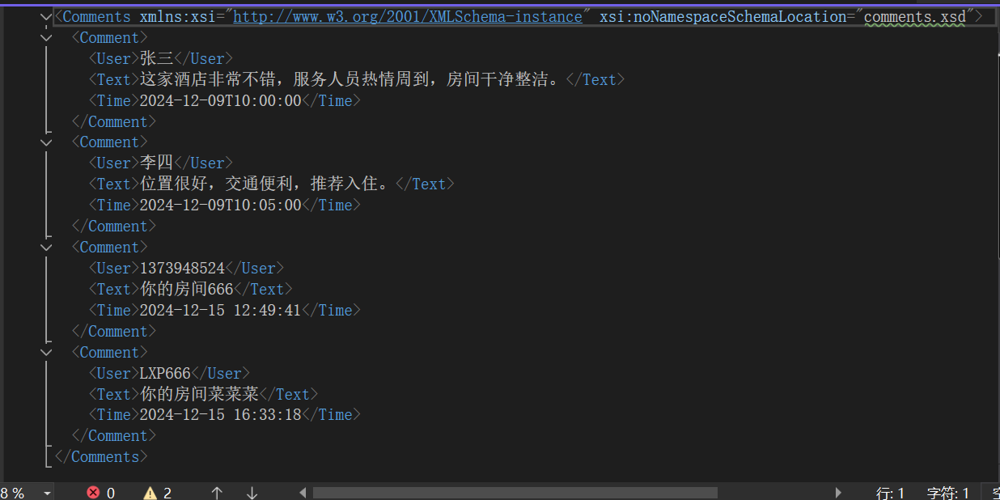 <Comments xmlns:xsi="http://www.w3.org/2001/XMLSchema-instance" xsi:noNamespaceSchemaLocation="comments.xsd">
<Comment>
<User>张三</User>
<Text>这家酒店非常不错，服务人员热情周到，房间干净整洁。</Text>
<Time>2024-12-09T10:00:00</Time>
</Comment>
<Comment>
<User>李四</User>
<Text>位置很好，交通便利，推荐入住。</Text>
<Time>2024-12-09T10:05:00</Time>
</Comment>
<Comment>
<User>1373948524</User>
<Text>你的房间666</Text>
<Time>2024-12-15 12:49:41</Time>
</Comment>
<Comment>
<User>LXP666</User>
<Text>你的房间菜菜菜</Text>
<Time>2024-12-15 16:33:18</Time>
</Comment>
</Comments>
8 % 0 2 行: 1 字符: 1